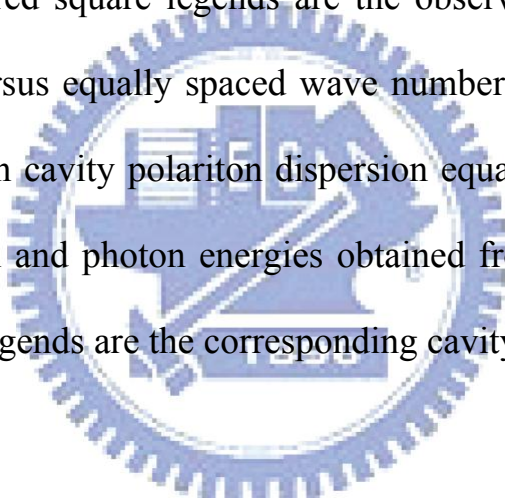 red square legends are the observ
rsus equally spaced wave number
n cavity polariton dispersion equa
and photon energies obtained fr
gends are the corresponding cavity